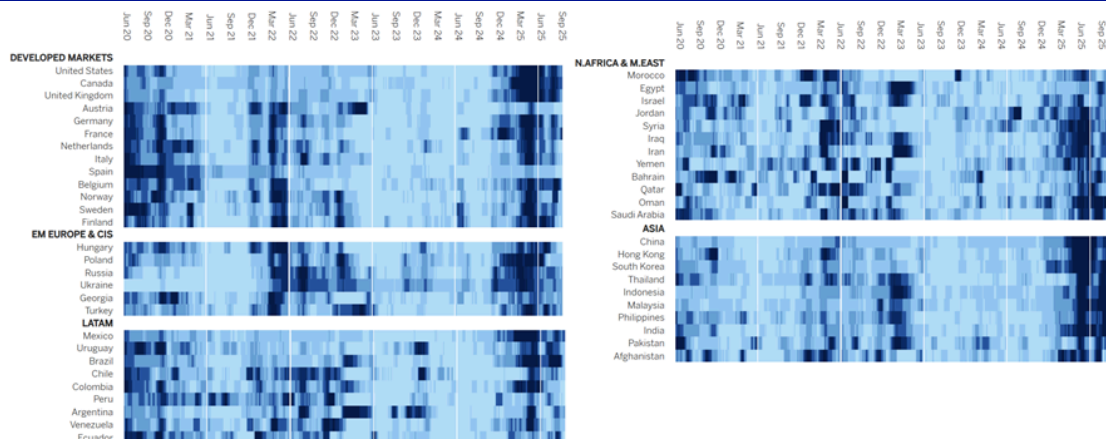 Jun 20 Sep 20 Dec 20 Mar 21 Jun 21 Sep 21 Dec 21 Mar 22 Jun 22 Sep 22 Dec 22 Mar 23 Jun 23 Sep 23 Dec 23 Mar 24 Jun 24 Sep 24 Dec 24 Mar 25 Jun 25 Sep 25
DEVELOPED MARKETS
United States
Canada
United Kingdom
Austria
Germany
France
Netherlands
Italy
Spain
Belgium
Norway
Sweden
Finland
EM EUROPE & CIS
Hungary
Poland
Russia
Ukraine
Georgia
Turkey
LATAM
Mexico
Uruguay
Brazil
Chile
Colombia
Peru
Argentina
Venezuela
Ecuador
Jun 20 Sep 20 Dec 20 Mar 21 Jun 21 Sep 21 Dec 21 Mar 22 Jun 22 Sep 22 Dec 22 Mar 23 Jun 23 Sep 23 Dec 23 Mar 24 Jun 24 Sep 24 Dec 24 Mar 25 Jun 25 Sep 25
N.AFRICA & M.EAST
Morocco
Egypt
Israel
Jordan
Syria
Iraq
Iran
Yemen
Bahrain
Qatar
Oman
Saudi Arabia
ASIA
China
Hong Kong
South Korea
Thailand
Indonesia
Malaysia
Philippines
India
Pakistan
Afghanistan